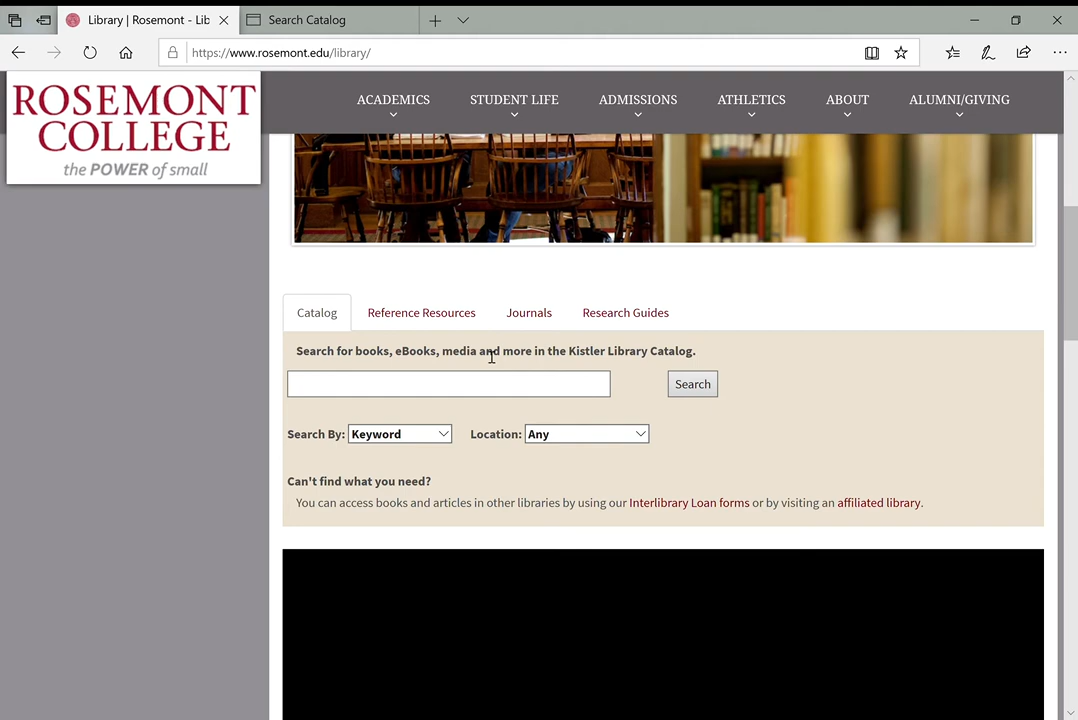 Library | Rosemont - Lib
Search Catalog
https://www.rosemont.edu/library/
ROSEMONT
COLLEGE
the POWER of small
ACADEMICS
STUDENT LIFE
ADMISSIONS
ATHLETICS
ABOUT
ALUMNI/GIVING
Catalog
Reference Resources
Journals
Research Guides
Search for books, eBooks, media and more in the Kistler Library Catalog.
Search
Search By: Keyword
Location: Any
Can't find what you need?
You can access books and articles in other libraries by using our Interlibrary Loan forms or by visiting an affiliated library.